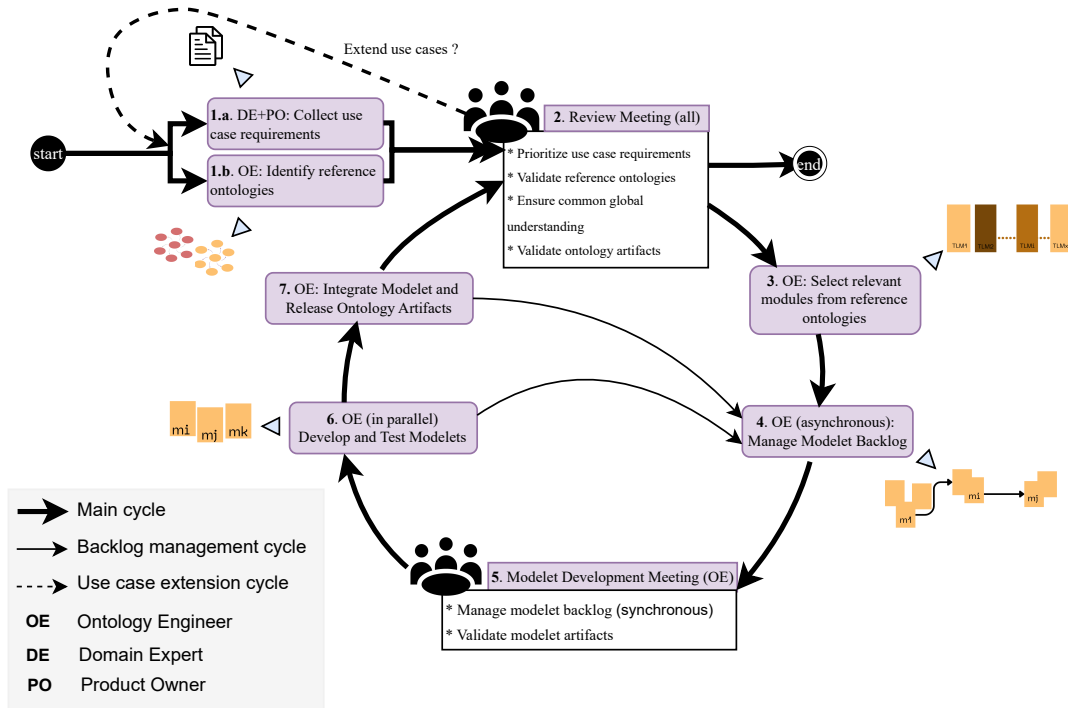 Extend use cases ?
start
1.a. DE+PO: Collect use
case requirements
1.b. OE: Identify reference
ontologies
2. Review Meeting (all)
* Prioritize use case requirements
* Validate reference ontologies
* Ensure common global
understanding
* Validate ontology artifacts
end
TLM1
TLM2
TLMi
TLMx
3. OE: Select relevant
modules from reference
ontologies
7. OE: Integrate Modelet and
Release Ontology Artifacts
6. OE (in parallel)
Develop and Test Modelets
mi
mj
mk
4. OE (asynchronous):
Manage Modelet Backlog
m1
mi
mj
5. Modelet Development Meeting (OE)
* Manage modelet backlog (synchronous)
* Validate modelet artifacts
Main cycle
Backlog management cycle
Use case extension cycle
OE Ontology Engineer
DE Domain Expert
PO Product Owner